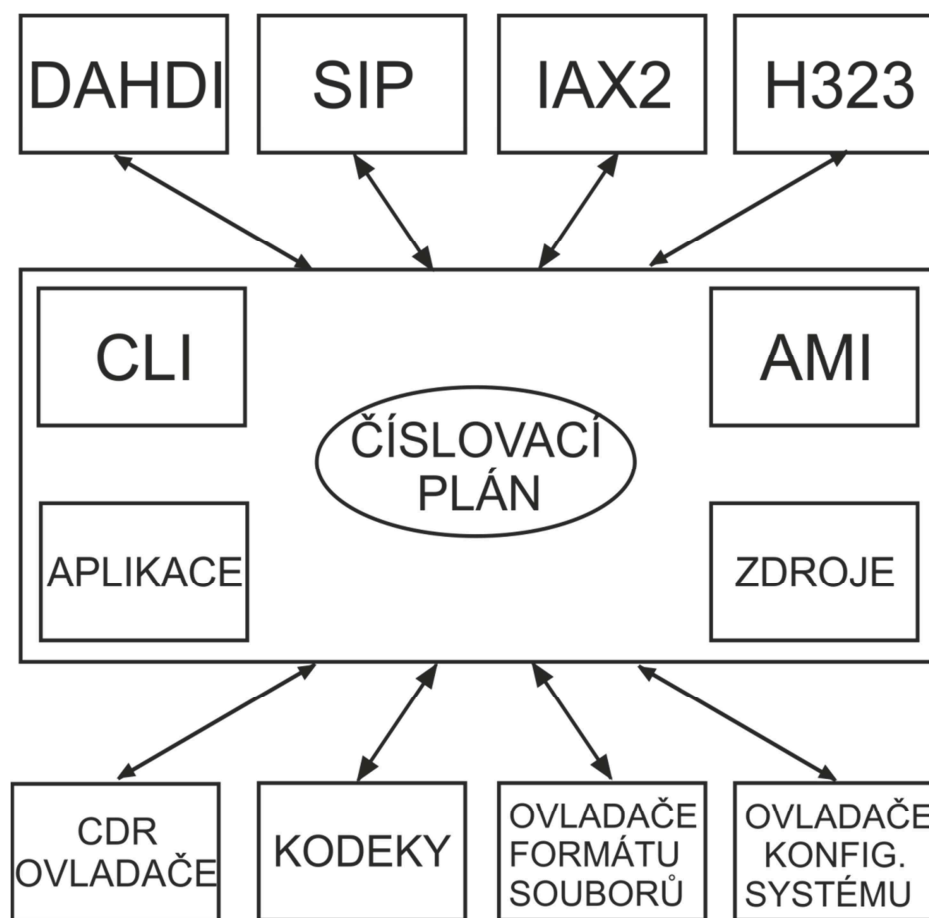 DAHDI
SIP
IAX2
H323
CLI
AMI
ČÍSLOVACÍ
PLÁN
APLIKACE
ZDROJE
CDR
OVLADAČE
KODEKY
OVLADAČE
FORMÁTU
SOUBORŮ
OVLADAČE
KONFIG.
SYSTÉMU